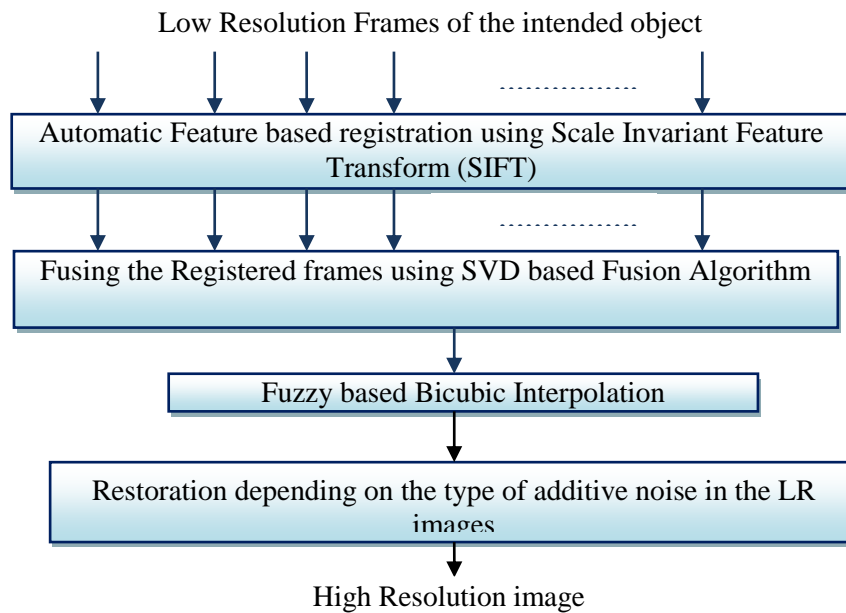 Low Resolution Frames of the intended object
Automatic Feature based registration using Scale Invariant Feature
Transform (SIFT)
Fusing the Registered frames using SVD based Fusion Algorithm
Fuzzy based Bicubic Interpolation
Restoration depending on the type of additive noise in the LR
images
High Resolution image